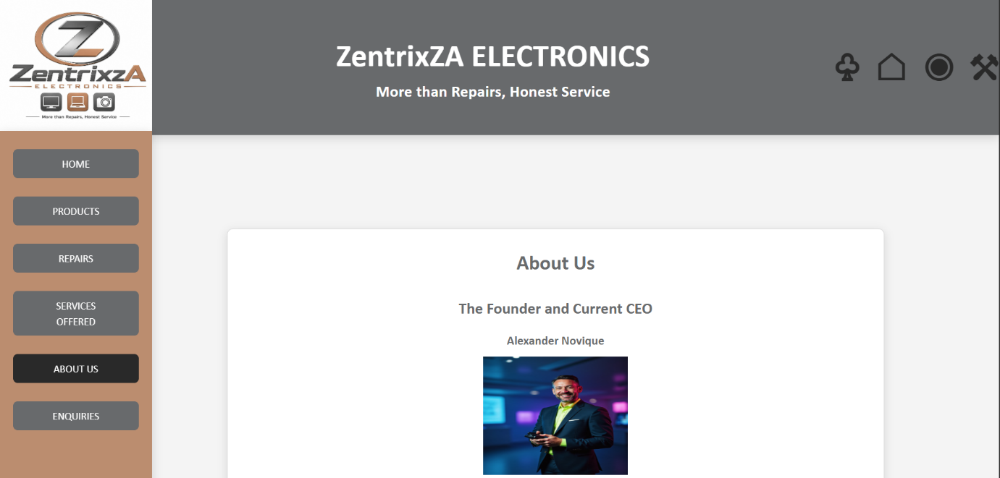 ZentrixzA
ELECTRONICS
More than Repairs, Honest Service
ZentrixZA ELECTRONICS
More than Repairs, Honest Service
HOME
PRODUCTS
REPAIRS
SERVICES
OFFERED
ABOUT US
ENQUIRIES
About Us
The Founder and Current CEO
Alexander Novique